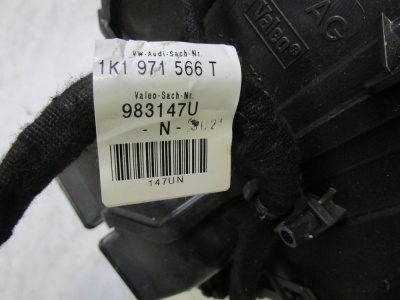 Vw-Audi-Sach-Nr.
1K1 971 566 T
Valeo-Sach-Nr.
983147U
- N -
147UN
Valeo
AG